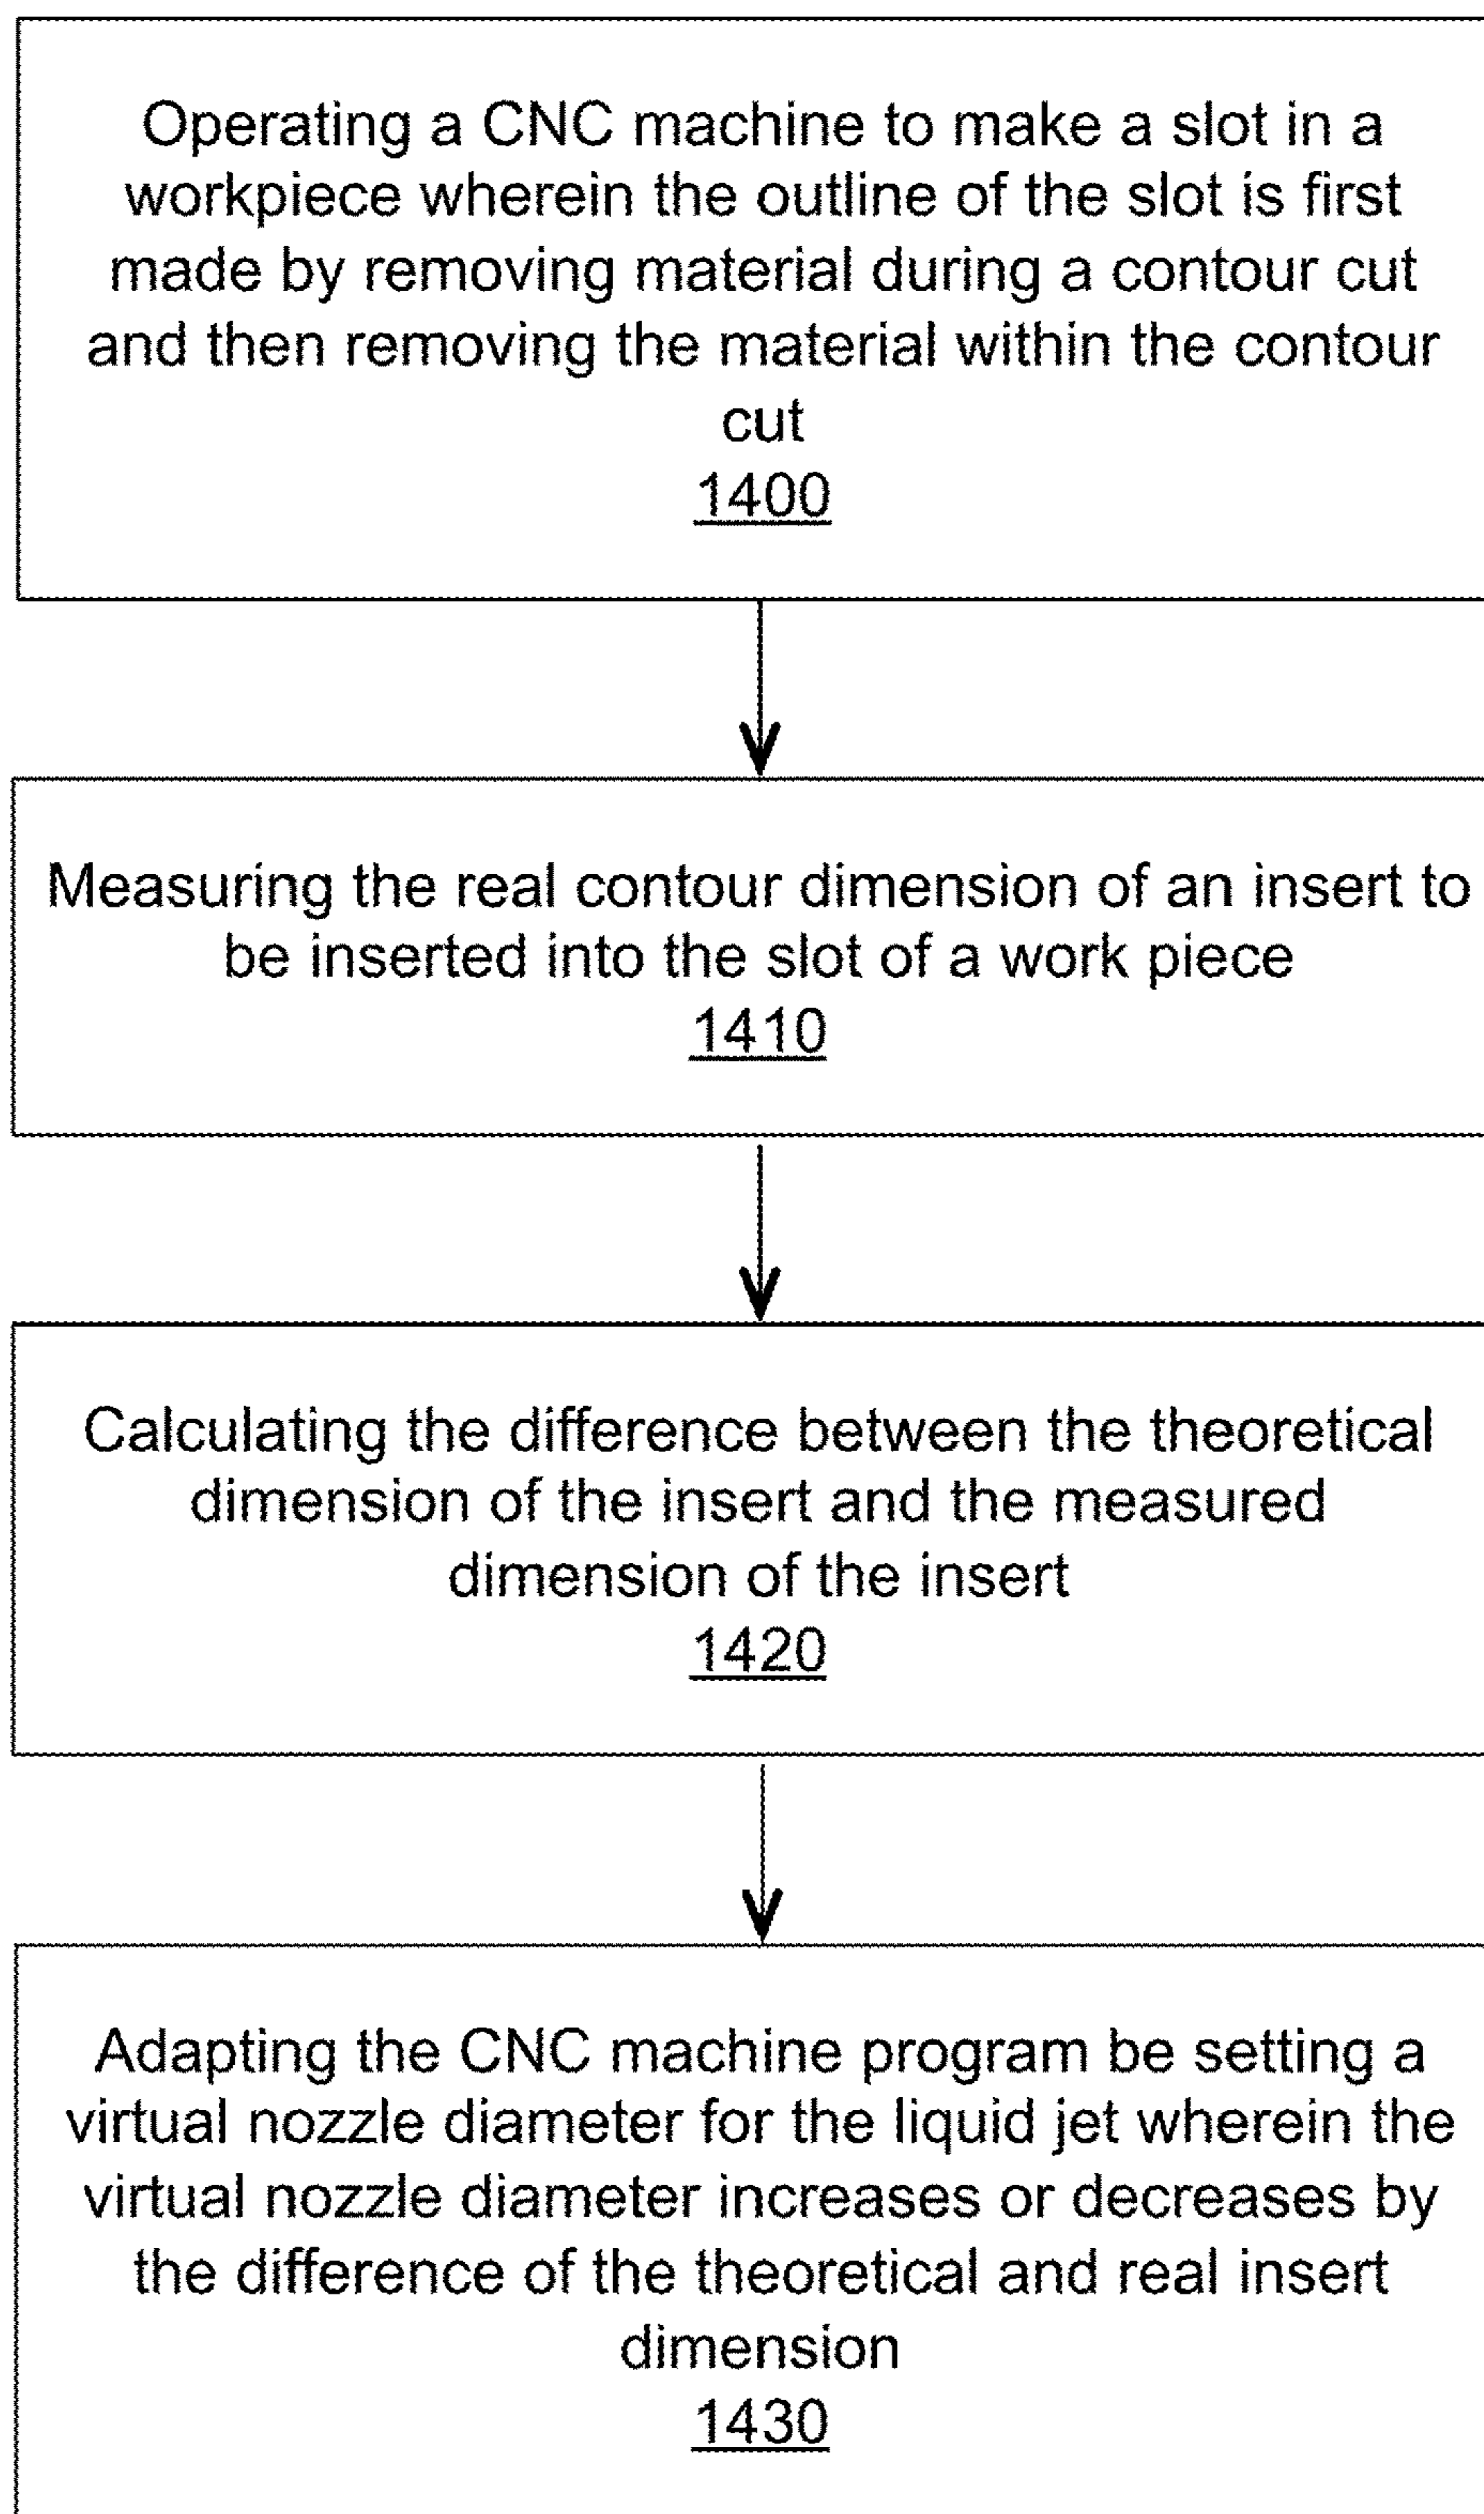 Operating a CNC machine to make a slot in a
workpiece wherein the outline of the slot is first
made by removing material during a contour cut
and then removing the material within the contour
cut
1400
Measuring the real contour dimension of an insert to
be inserted into the slot of a work piece
1410
Calculating the difference between the theoretical
dimension of the insert and the measured
dimension of the insert
1420
Adapting the CNC machine program be setting a
virtual nozzle diameter for the liquid jet wherein the
virtual nozzle diameter increases or decreases by
the difference of the theoretical and real insert
dimension
1430